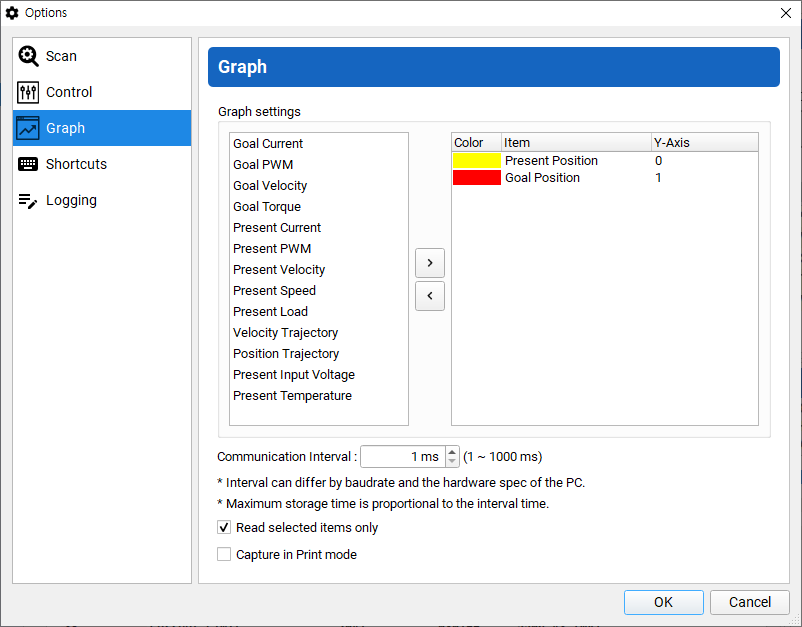 Options
Scan
Control
Graph
Shortcuts
Logging
Graph
Graph settings
Goal Current
Goal PWM
Goal Velocity
Goal Torque
Present Current
Present PWM
Present Velocity
Present Speed
Present Load
Velocity Trajectory
Position Trajectory
Present Input Voltage
Present Temperature
Color Item Y-Axis
Present Position 0
Goal Position 1
Communication Interval : 1 ms (1 ~ 1000 ms)
* Interval can differ by baudrate and the hardware spec of the PC.
* Maximum storage time is proportional to the interval time.
Read selected items only
Capture in Print mode
OK Cancel